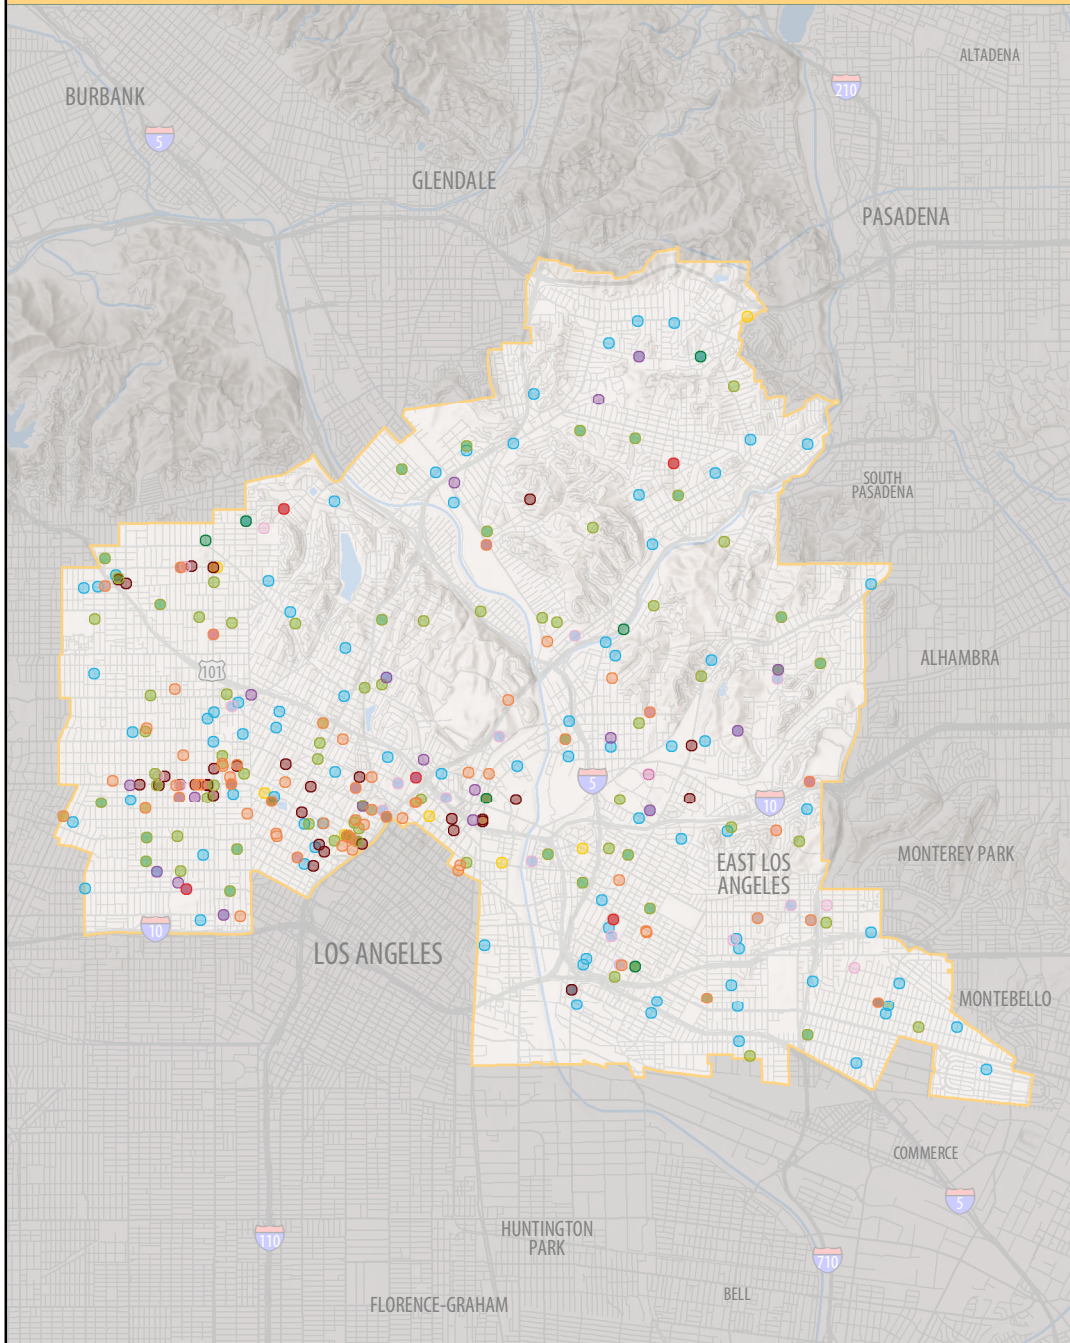 ALTADENA
BURBANK
210
5
GLENDALE
PASADENA
SOUTH
PASADENA
101
ALHAMBRA
5
10
MONTEREY PARK
EAST LOS
ANGELES
10
LOS ANGELES
MONTEBELLO
COMMERCE
5
HUNTINGTON
PARK
110
710
BELL
FLORENCE-GRAHAM